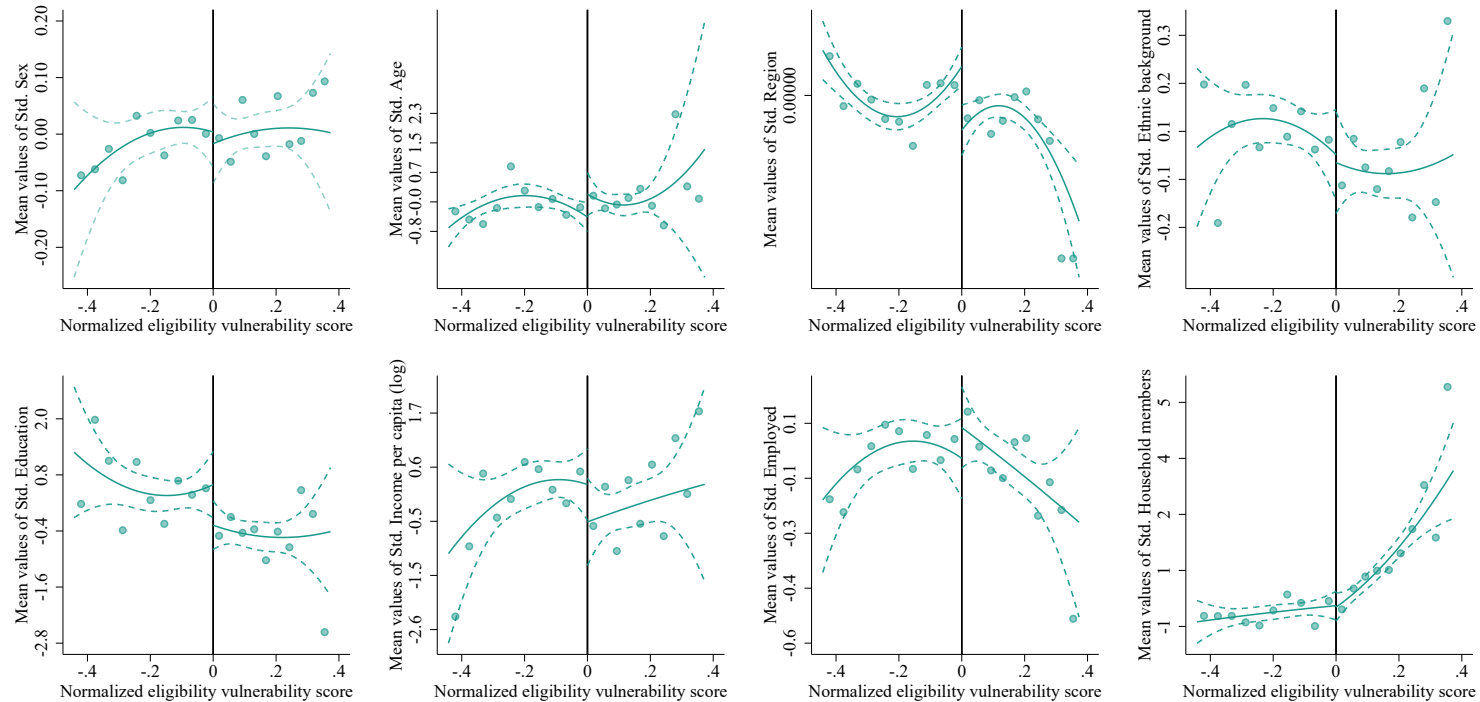 Mean values of Std. Sex
0.20
0.10
0.00
-0.10
-0.20
-.4 -.2 0 .2 .4
Normalized eligibility vulnerability score
Mean values of Std. Age
2.3
1.5
0.7
-0.0
-0.8
-.4 -.2 0 .2 .4
Normalized eligibility vulnerability score
Mean values of Std. Region
0.00000
-.4 -.2 0 .2 .4
Normalized eligibility vulnerability score
Mean values of Std. Ethnic background
0.3
0.2
0.1
-0.1
-0.2
-.4 -.2 0 .2 .4
Normalized eligibility vulnerability score
Mean values of Std. Education
2.0
0.8
-0.4
-1.6
-2.8
-.4 -.2 0 .2 .4
Normalized eligibility vulnerability score
Mean values of Std. Income per capita (log)
1.7
0.6
-0.5
-1.5
-2.6
-.4 -.2 0 .2 .4
Normalized eligibility vulnerability score
Mean values of Std. Employed
0.1
-0.1
-0.3
-0.4
-0.6
-.4 -.2 0 .2 .4
Normalized eligibility vulnerability score
Mean values of Std. Household members
5
4
2
1
-1
-.4 -.2 0 .2 .4
Normalized eligibility vulnerability score